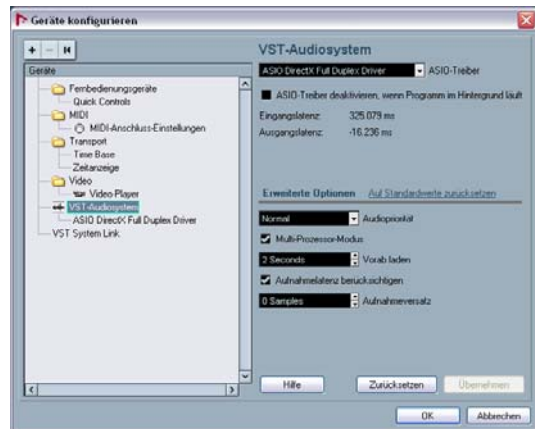 Geräte konfigurieren
Geräte
Fernbedienungsgeräte
Quick Controls
MIDI
MIDI-Anschluss-Einstellungen
Transport
Time Base
Zeitanzeige
Video
Video-Player
VST-Audiosystem
ASIO DirectX Full Duplex Driver
VST System Link
VST-Audiosystem
ASIO DirectX Full Duplex Driver ASIO-Treiber
ASIO-Treiber deaktivieren, wenn Programm im Hintergrund läuft
Eingangslatenz: 325.079 ms
Ausgangslatenz: -16.236 ms
Erweiterte Optionen Auf Standardwerte zurücksetzen
Normal Audiopriorität
Multi-Prozessor-Modus
2 Seconds Vorab laden
Aufnahmelatenz berücksichtigen
0 Samples Aufnahmeversatz
Hilfe Zurücksetzen Übernehmen
OK Abbrechen